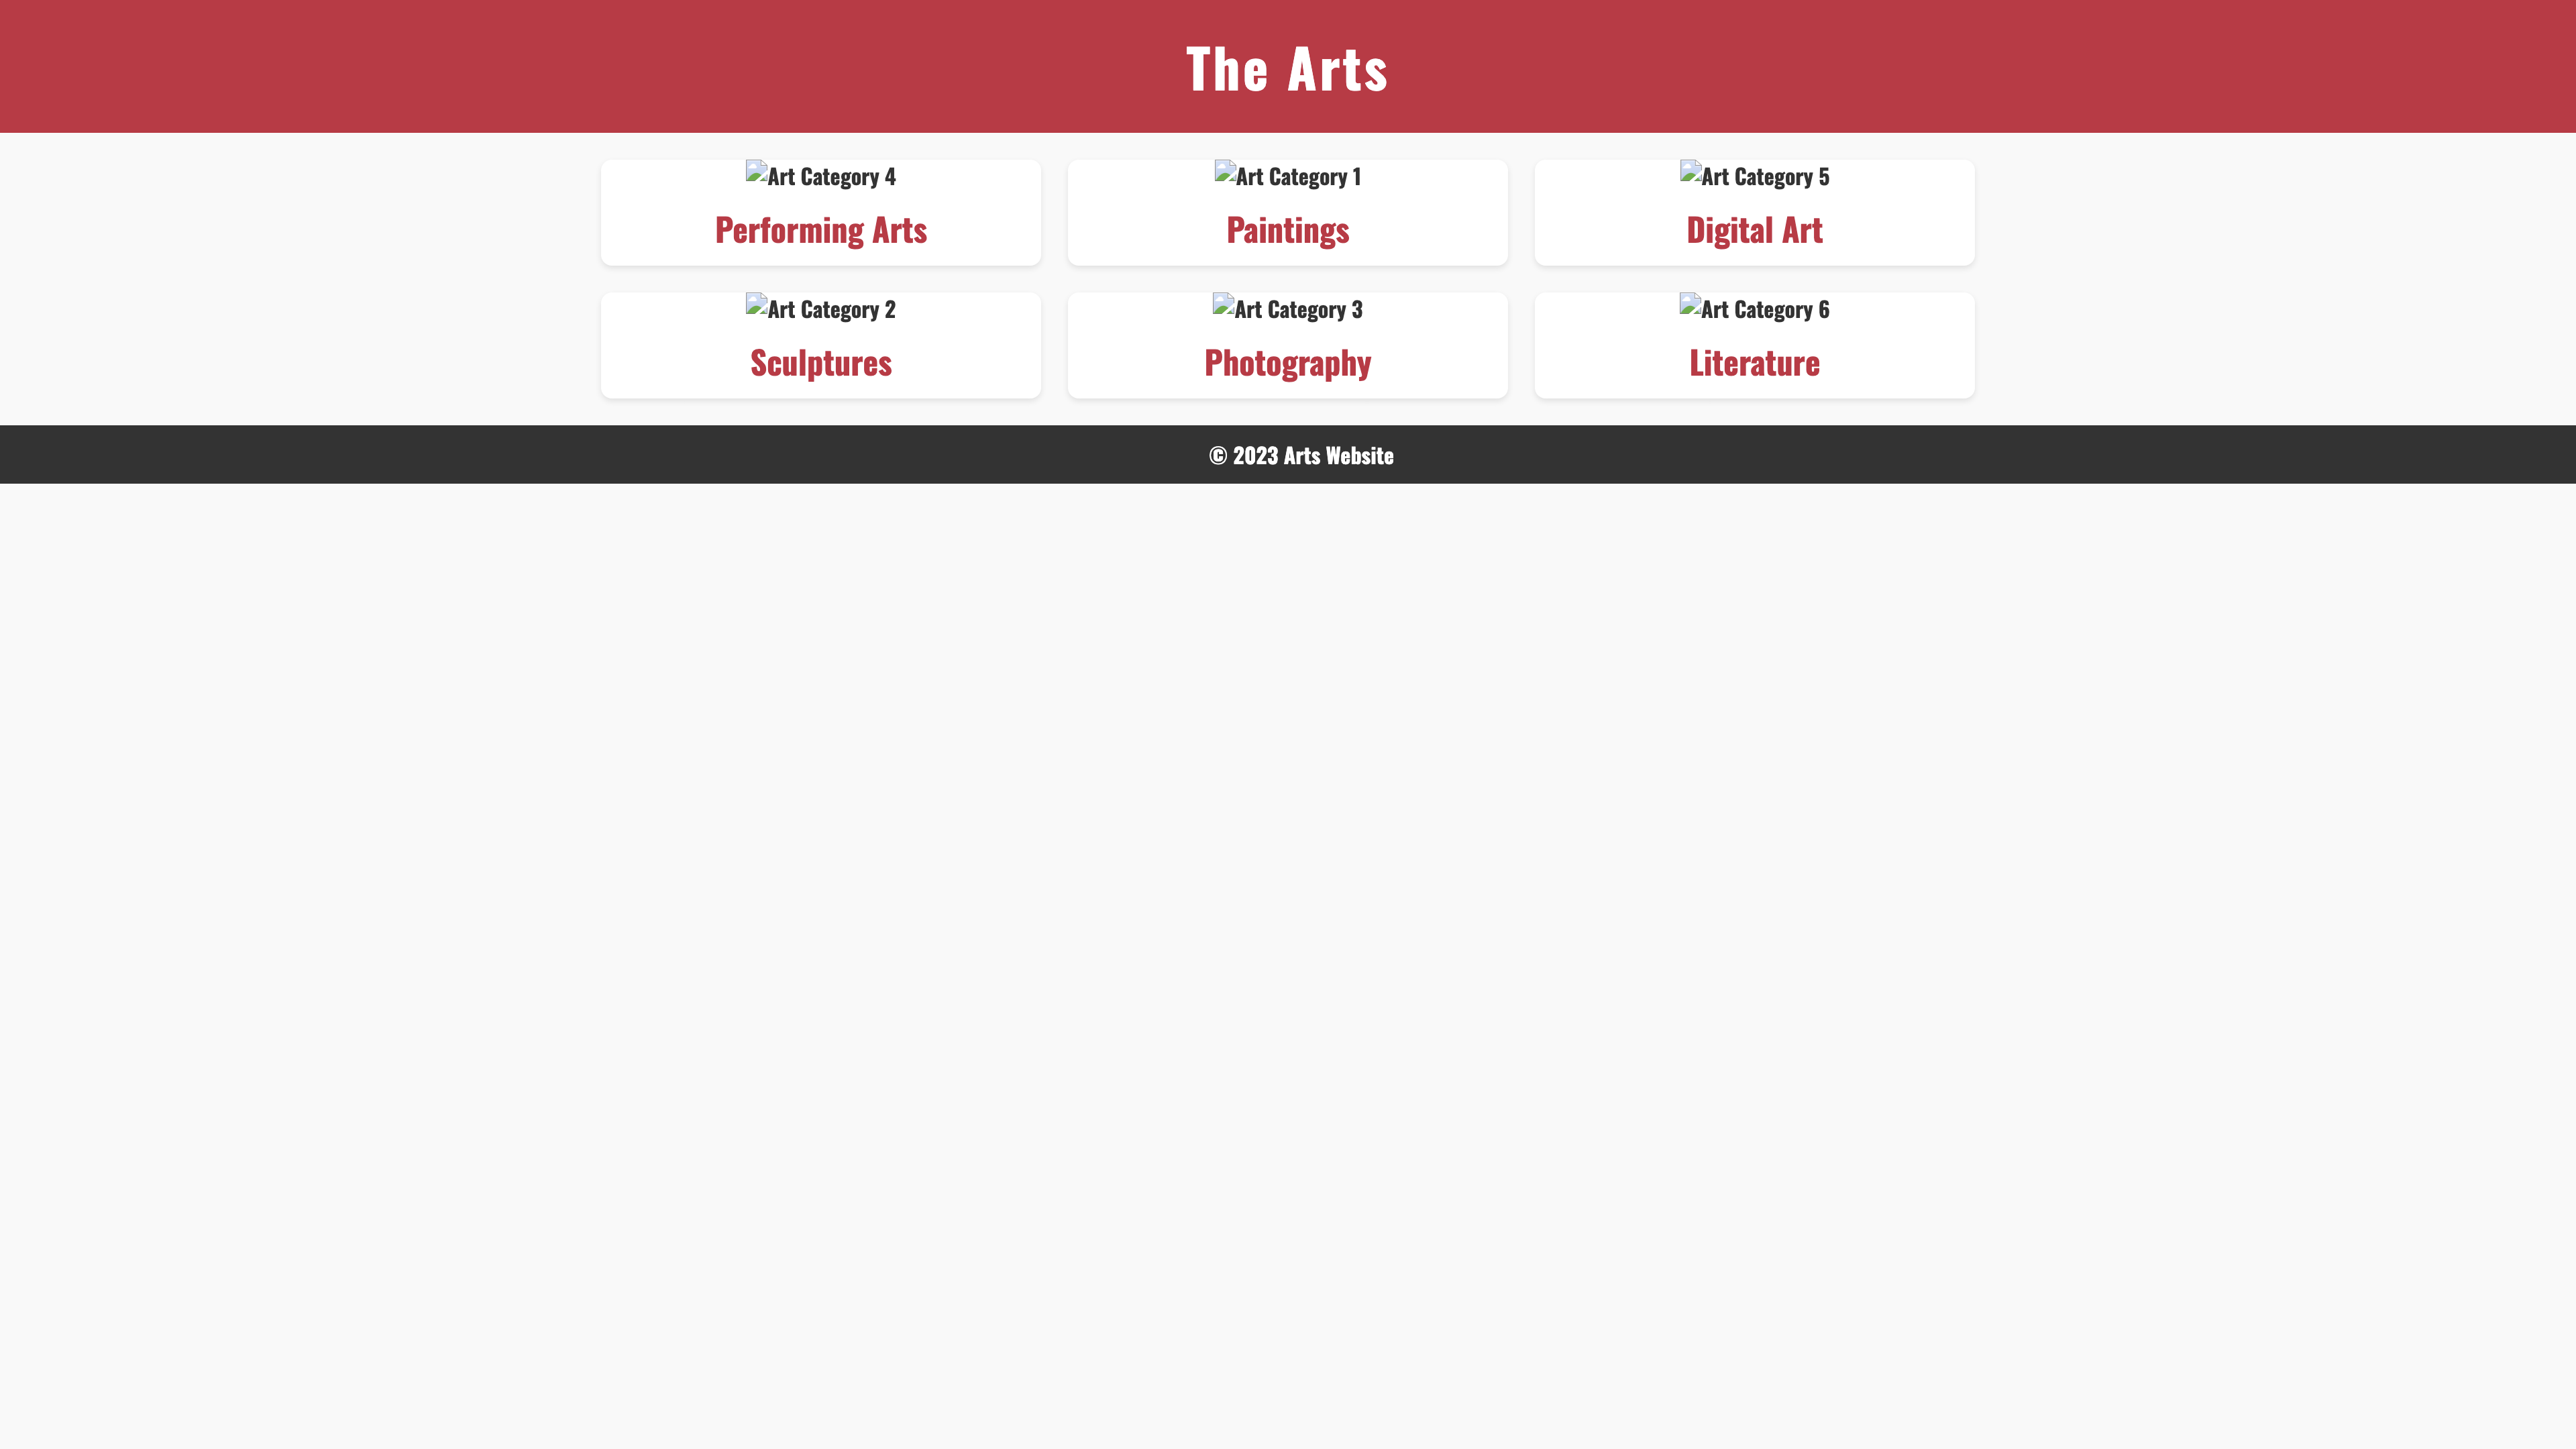 The Arts
Art Category 4
Performing Arts
Art Category 1
Paintings
Art Category 5
Digital Art
Art Category 2
Sculptures
Art Category 3
Photography
Art Category 6
Literature
© 2023 Arts Website